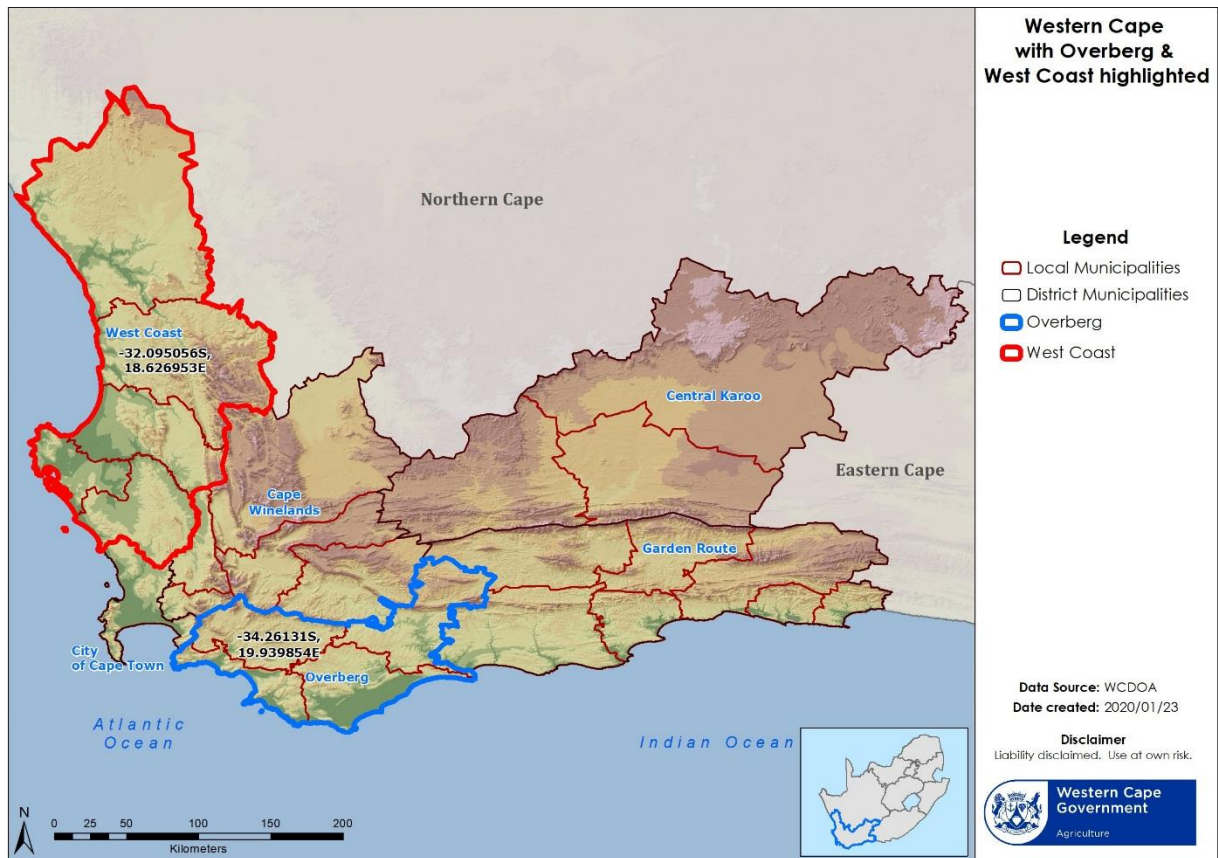 Western Cape
with Overberg &
West Coast highlighted
Northern Cape
West Coast
-32.095056S,
18.626953E
Central Karoo
Eastern Cape
Cape
Winelands
Garden Route
-34.26131S,
19.939854E
City
of Cape Town
Overberg
Atlantic
Ocean
Indian Ocean
N
0 25 50 100 150 200
Kilometers
Legend
Local Municipalities
District Municipalities
Overberg
West Coast
Data Source: WCDOA
Date created: 2020/01/23
Disclaimer
Liability disclaimed. Use at own risk.
Western Cape
Government
Agriculture